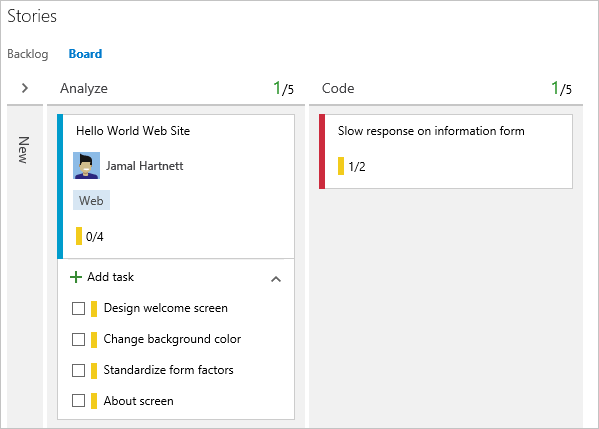 Stories
Backlog Board
Analyze 1/5 Code 1/5
New
Hello World Web Site
Jamal Hartnett
Web
0/4
Add task
Design welcome screen
Change background color
Standardize form factors
About screen
Slow response on information form
1/2